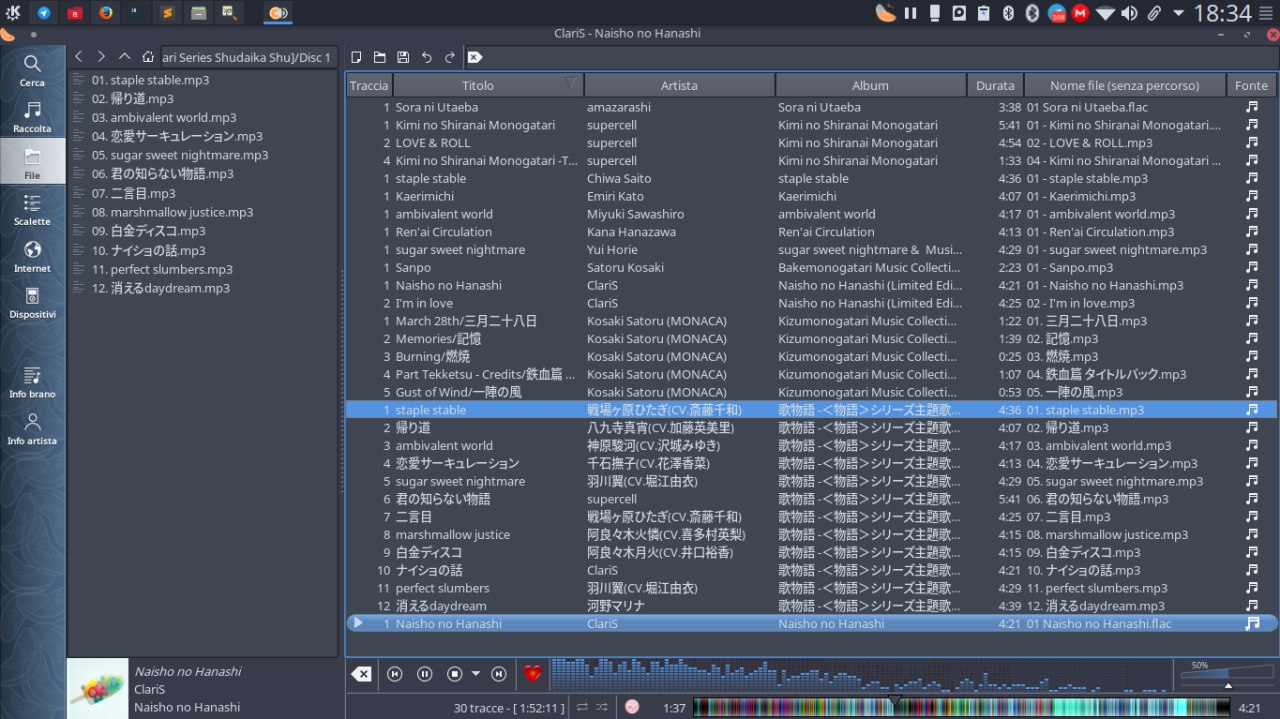 508
M
18:34
ClariS - Naisho no Hanashi
Cerca
Raccolta
File
Scalette
Internet
Dispositivi
Info brano
Info artista
ari Series Shudaika Shu]/Disc 1
01. staple stable.mp3
02. 帰り道.mp3
03. ambivalent world.mp3
04. 恋愛サーキュレーション.mp3
05. sugar sweet nightmare.mp3
06. 君の知らない物語.mp3
07. 二言目.mp3
08. marshmallow justice.mp3
09. 白金ディスコ.mp3
10. ナイショの話.mp3
11. perfect slumbers.mp3
12. 消えるdaydream.mp3
Traccia Titolo Artista Album Durata Nome file (senza percorso) Fonte
1 Sora ni Utaeba amazarashi Sora ni Utaeba 3:38 01 Sora ni Utaeba.flac
1 Kimi no Shiranai Monogatari supercell Kimi no Shiranai Monogatari 5:41 01 - Kimi no Shiranai Monogatari....
2 LOVE & ROLL supercell Kimi no Shiranai Monogatari 4:54 02 - LOVE & ROLL.mp3
4 Kimi no Shiranai Monogatari -T... supercell Kimi no Shiranai Monogatari 1:33 04 - Kimi no Shiranai Monogatari ...
1 staple stable Chiwa Saito staple stable 4:36 01 - staple stable.mp3
1 Kaerimichi Emiri Kato Kaerimichi 4:07 01 - Kaerimichi.mp3
1 ambivalent world Miyuki Sawashiro ambivalent world 4:17 01 - ambivalent world.mp3
1 Ren'ai Circulation Kana Hanazawa Ren'ai Circulation 4:13 01 - Ren'ai Circulation.mp3
1 sugar sweet nightmare Yui Horie sugar sweet nightmare & Musi... 4:29 01 - sugar sweet nightmare.mp3
1 Sanpo Satoru Kosaki Bakemonogatari Music Collecti... 2:23 01 - Sanpo.mp3
1 Naisho no Hanashi ClariS Naisho no Hanashi (Limited Edi... 4:21 01 - Naisho no Hanashi.mp3
2 I'm in love ClariS Naisho no Hanashi (Limited Edi... 4:25 02 - I'm in love.mp3
1 March 28th/三月二十八日 Kosaki Satoru (MONACA) Kizumonogatari Music Collecti... 1:22 01. 三月二十八日.mp3
2 Memories/記憶 Kosaki Satoru (MONACA) Kizumonogatari Music Collecti... 1:39 02. 記憶.mp3
3 Burning/燃焼 Kosaki Satoru (MONACA) Kizumonogatari Music Collecti... 0:25 03. 燃焼.mp3
4 Part Tekketsu - Credits/鉄血篇 ... Kosaki Satoru (MONACA) Kizumonogatari Music Collecti... 1:07 04. 鉄血篇 タイトルバック.mp3
5 Gust of Wind/一陣の風 Kosaki Satoru (MONACA) Kizumonogatari Music Collecti... 0:53 05. 一陣の風.mp3
1 staple stable 戦場ヶ原ひたぎ(CV.斎藤千和) 歌物語 -＜物語＞シリーズ主題歌... 4:36 01. staple stable.mp3
2 帰り道 八九寺真宵(CV.加藤英美里) 歌物語 -＜物語＞シリーズ主題歌... 4:07 02. 帰り道.mp3
3 ambivalent world 神原駿河(CV.沢城みゆき) 歌物語 -＜物語＞シリーズ主題歌... 4:17 03. ambivalent world.mp3
4 恋愛サーキュレーション 千石撫子(CV.花澤香菜) 歌物語 -＜物語＞シリーズ主題歌... 4:13 04. 恋愛サーキュレーション.mp3
5 sugar sweet nightmare 羽川翼(CV.堀江由衣) 歌物語 -＜物語＞シリーズ主題歌... 4:29 05. sugar sweet nightmare.mp3
6 君の知らない物語 supercell 歌物語 -＜物語＞シリーズ主題歌... 5:41 06. 君の知らない物語.mp3
7 二言目 戦場ヶ原ひたぎ(CV.斎藤千和) 歌物語 -＜物語＞シリーズ主題歌... 4:25 07. 二言目.mp3
8 marshmallow justice 阿良々木火憐(CV.喜多村英梨) 歌物語 -＜物語＞シリーズ主題歌... 4:15 08. marshmallow justice.mp3
9 白金ディスコ 阿良々木月火(CV.井口裕香) 歌物語 -＜物語＞シリーズ主題歌... 4:15 09. 白金ディスコ.mp3
10 ナイショの話 ClariS 歌物語 -＜物語＞シリーズ主題歌... 4:21 10. ナイショの話.mp3
11 perfect slumbers 羽川翼(CV.堀江由衣) 歌物語 -＜物語＞シリーズ主題歌... 4:29 11. perfect slumbers.mp3
12 消えるdaydream 河野マリナ 歌物語 -＜物語＞シリーズ主題歌... 4:39 12. 消えるdaydream.mp3
1 Naisho no Hanashi ClariS Naisho no Hanashi 4:21 01 Naisho no Hanashi.flac
Naisho no Hanashi
ClariS
Naisho no Hanashi
50%
30 tracce - [ 1:52:11 ]
1:37
4:21